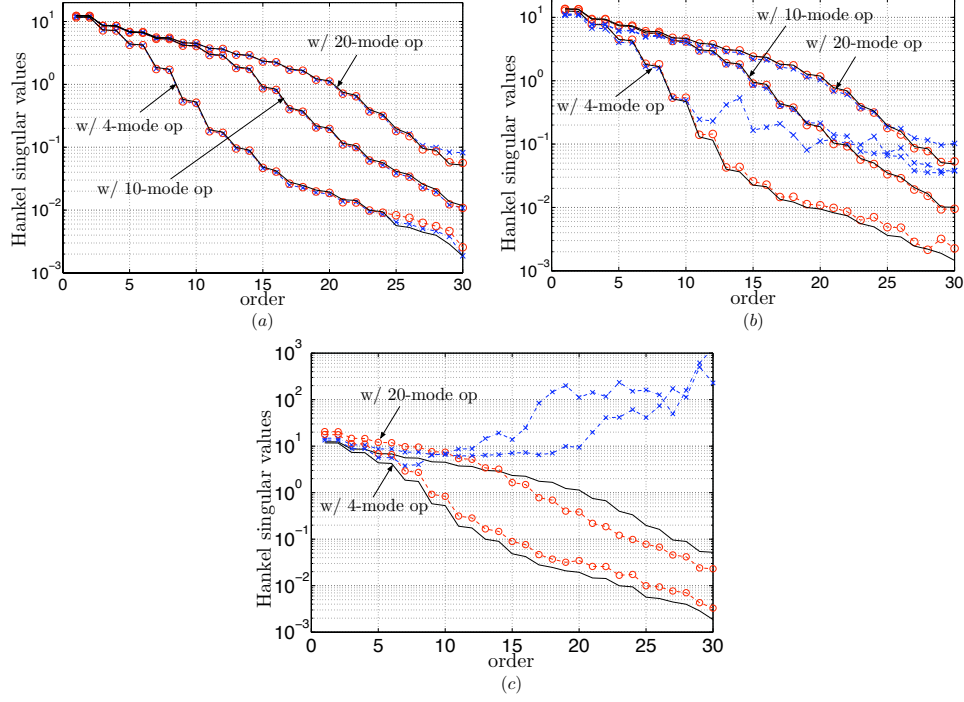 Hankel singular values
10^1
10^0
10^-1
10^-2
10^-3
w/ 20-mode op
w/ 4-mode op
w/ 10-mode op
0 5 10 15 20 25 30
order
(a)
Hankel singular values
10^1
10^0
10^-1
10^-2
10^-3
w/ 10-mode op
w/ 20-mode op
w/ 4-mode op
0 5 10 15 20 25 30
order
(b)
Hankel singular values
10^3
10^2
10^1
10^0
10^-1
10^-2
10^-3
w/ 20-mode op
w/ 4-mode op
0 5 10 15 20 25 30
order
(c)